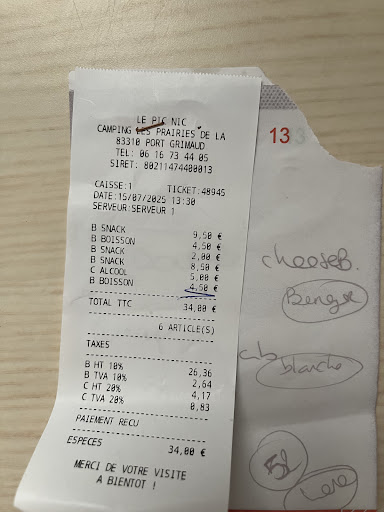 LE PIC NIC
CAMPING LES PRAIRIES DE LA
83310 PORT GRIMAUD
TEL: 06 16 73 44 05
SIRET: 80211474400013
CAISSE:1 TICKET:48945
DATE:15/07/2025 13:30
SERVEUR:SERVEUR 1
B SNACK 9,50 €
B BOISSON 4,50 €
B SNACK 2,00 €
B SNACK 8,50 €
C ALCOOL 5,00 €
B BOISSON 4,50 €
TOTAL TTC 34,00 €
6 ARTICLE(S)
TAXES
B HT 10% 26,36
B TVA 10% 2,64
C HT 20% 4,17
C TVA 20% 0,83
PAIEMENT RECU
ESPECES 34,00 €
MERCI DE VOTRE VISITE
A BIENTOT !
13
cheeseB.
blanche